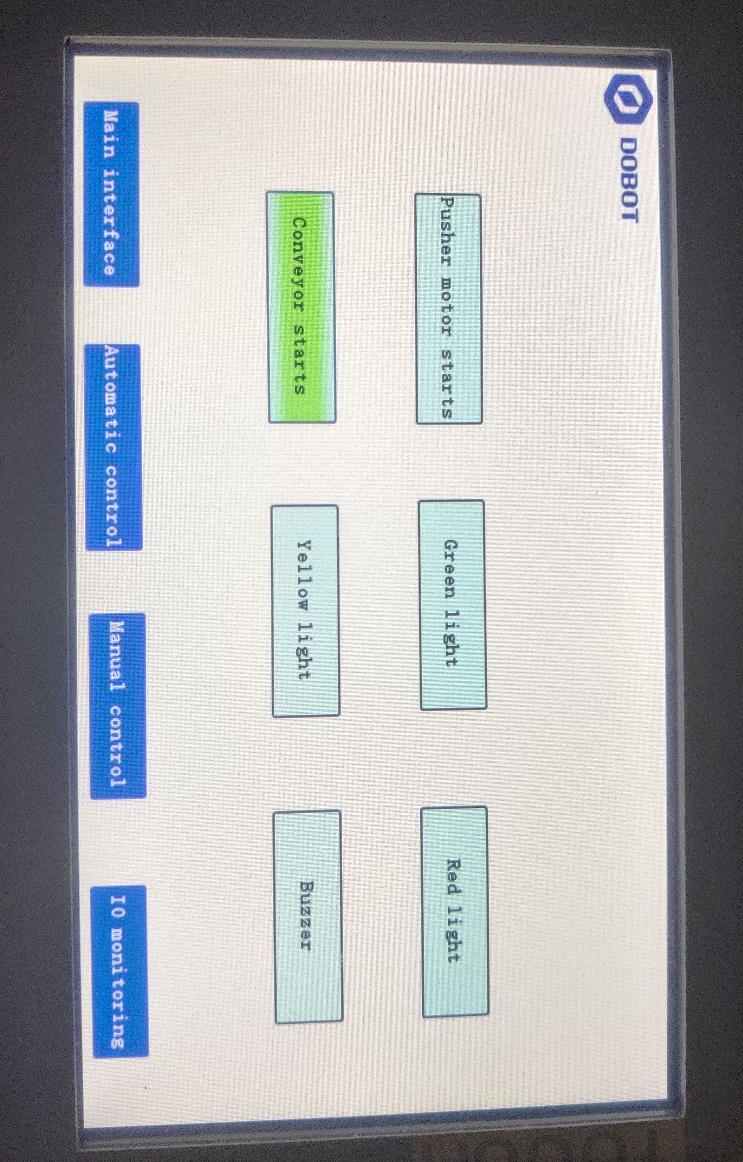 DOBOT
Pusher motor starts
Green light
Red light
Conveyor starts
Yellow light
Buzzer
Main interface
Automatic control
Manual control
IO monitoring